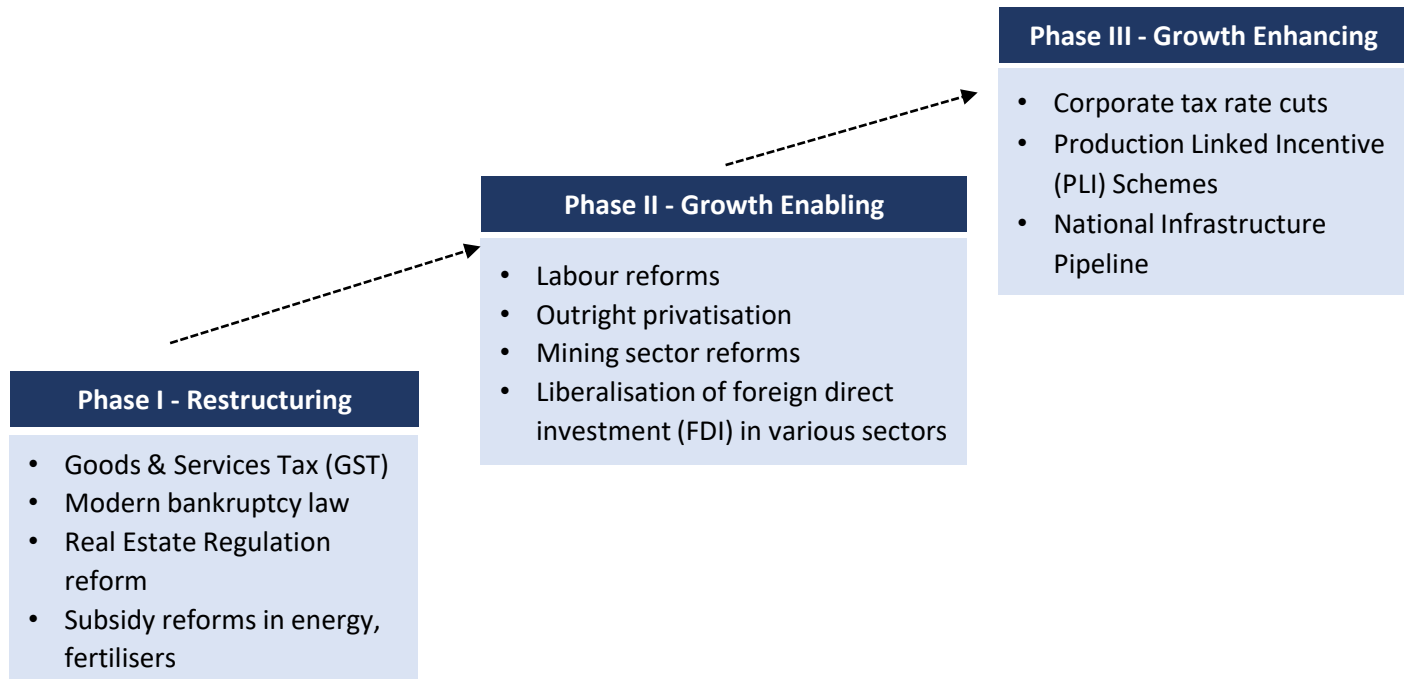 Phase I - Restructuring
• Goods & Services Tax (GST)
• Modern bankruptcy law
• Real Estate Regulation
reform
• Subsidy reforms in energy,
fertilisers
Phase II - Growth Enabling
• Labour reforms
• Outright privatisation
• Mining sector reforms
• Liberalisation of foreign direct
investment (FDI) in various sectors
Phase III - Growth Enhancing
• Corporate tax rate cuts
• Production Linked Incentive
(PLI) Schemes
• National Infrastructure
Pipeline